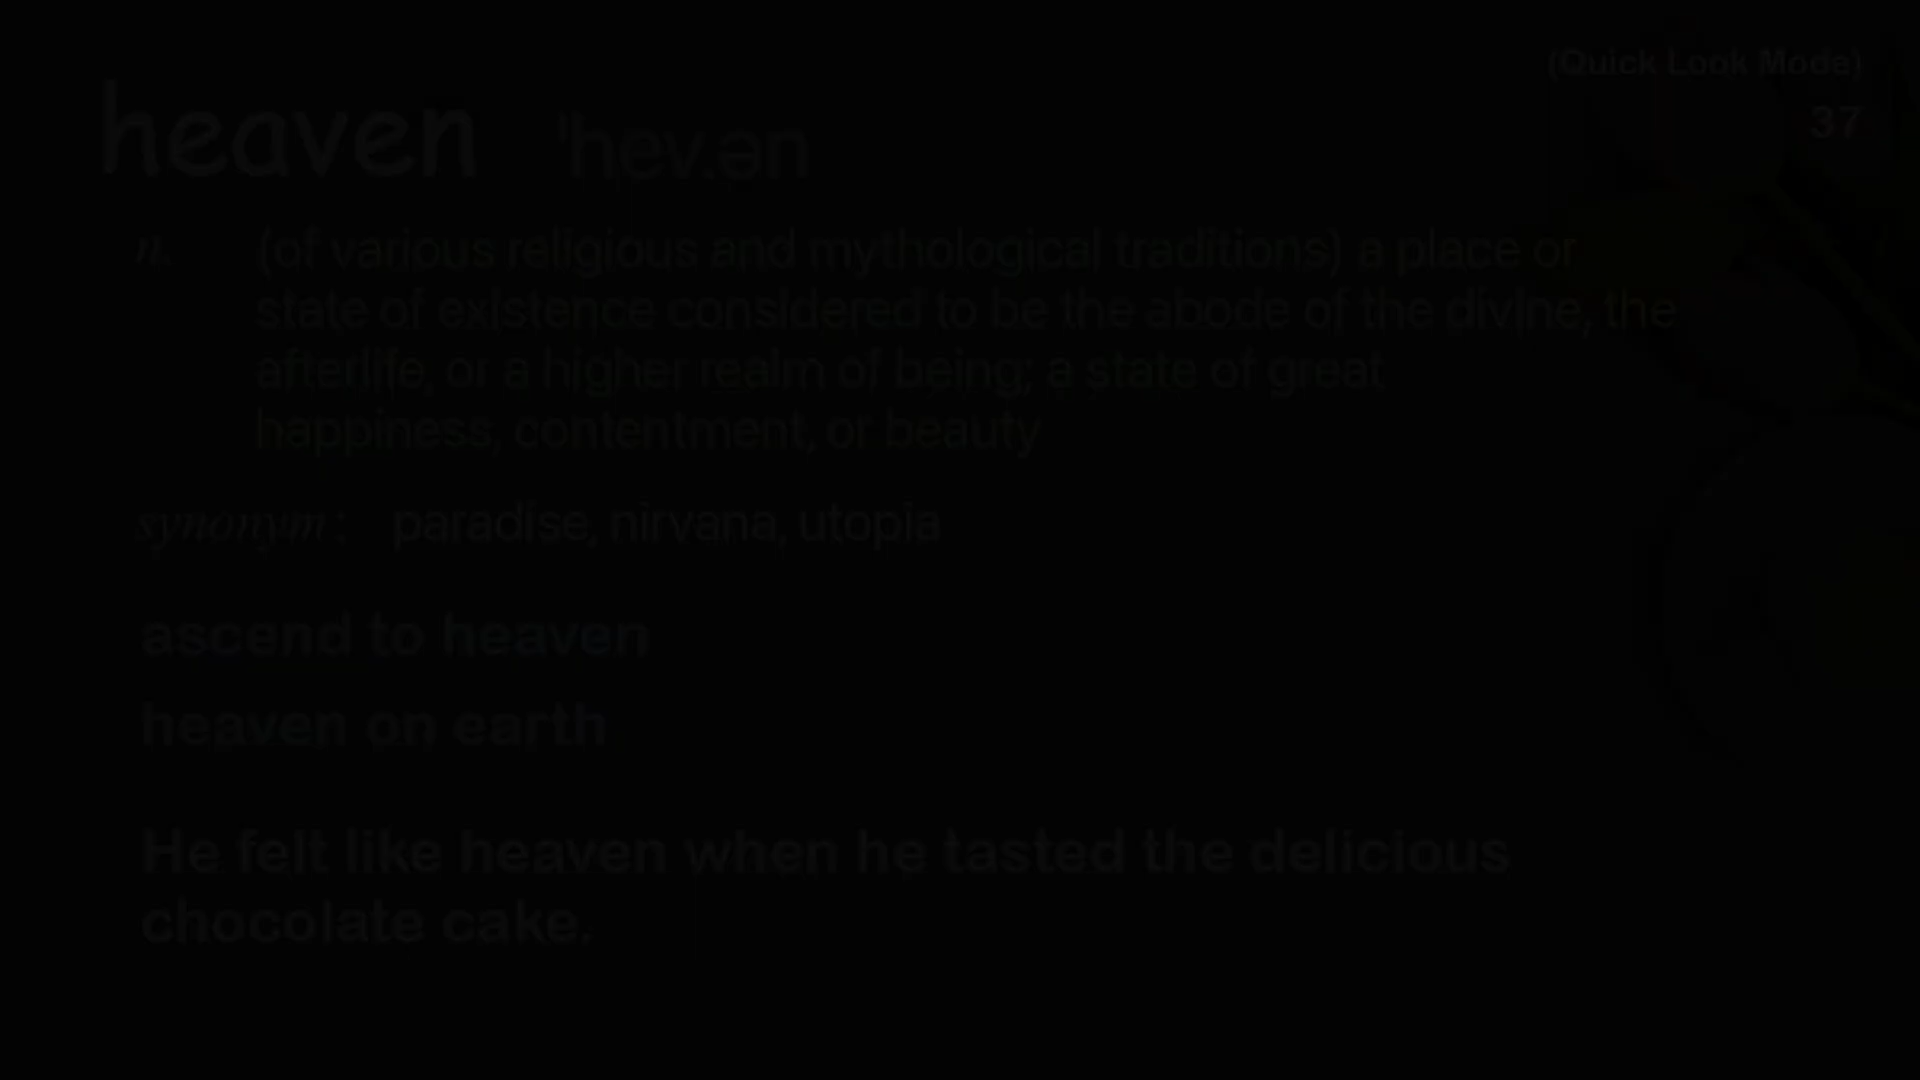 (Quick Look Mode)
heaven ˈhev.ən
37
n. (of various religious and mythological traditions) a place or
state of existence considered to be the abode of the divine, the
afterlife, or a higher realm of being; a state of great
happiness, contentment, or beauty
synonym: paradise, nirvana, utopia
ascend to heaven
heaven on earth
He felt like heaven when he tasted the delicious
chocolate cake.